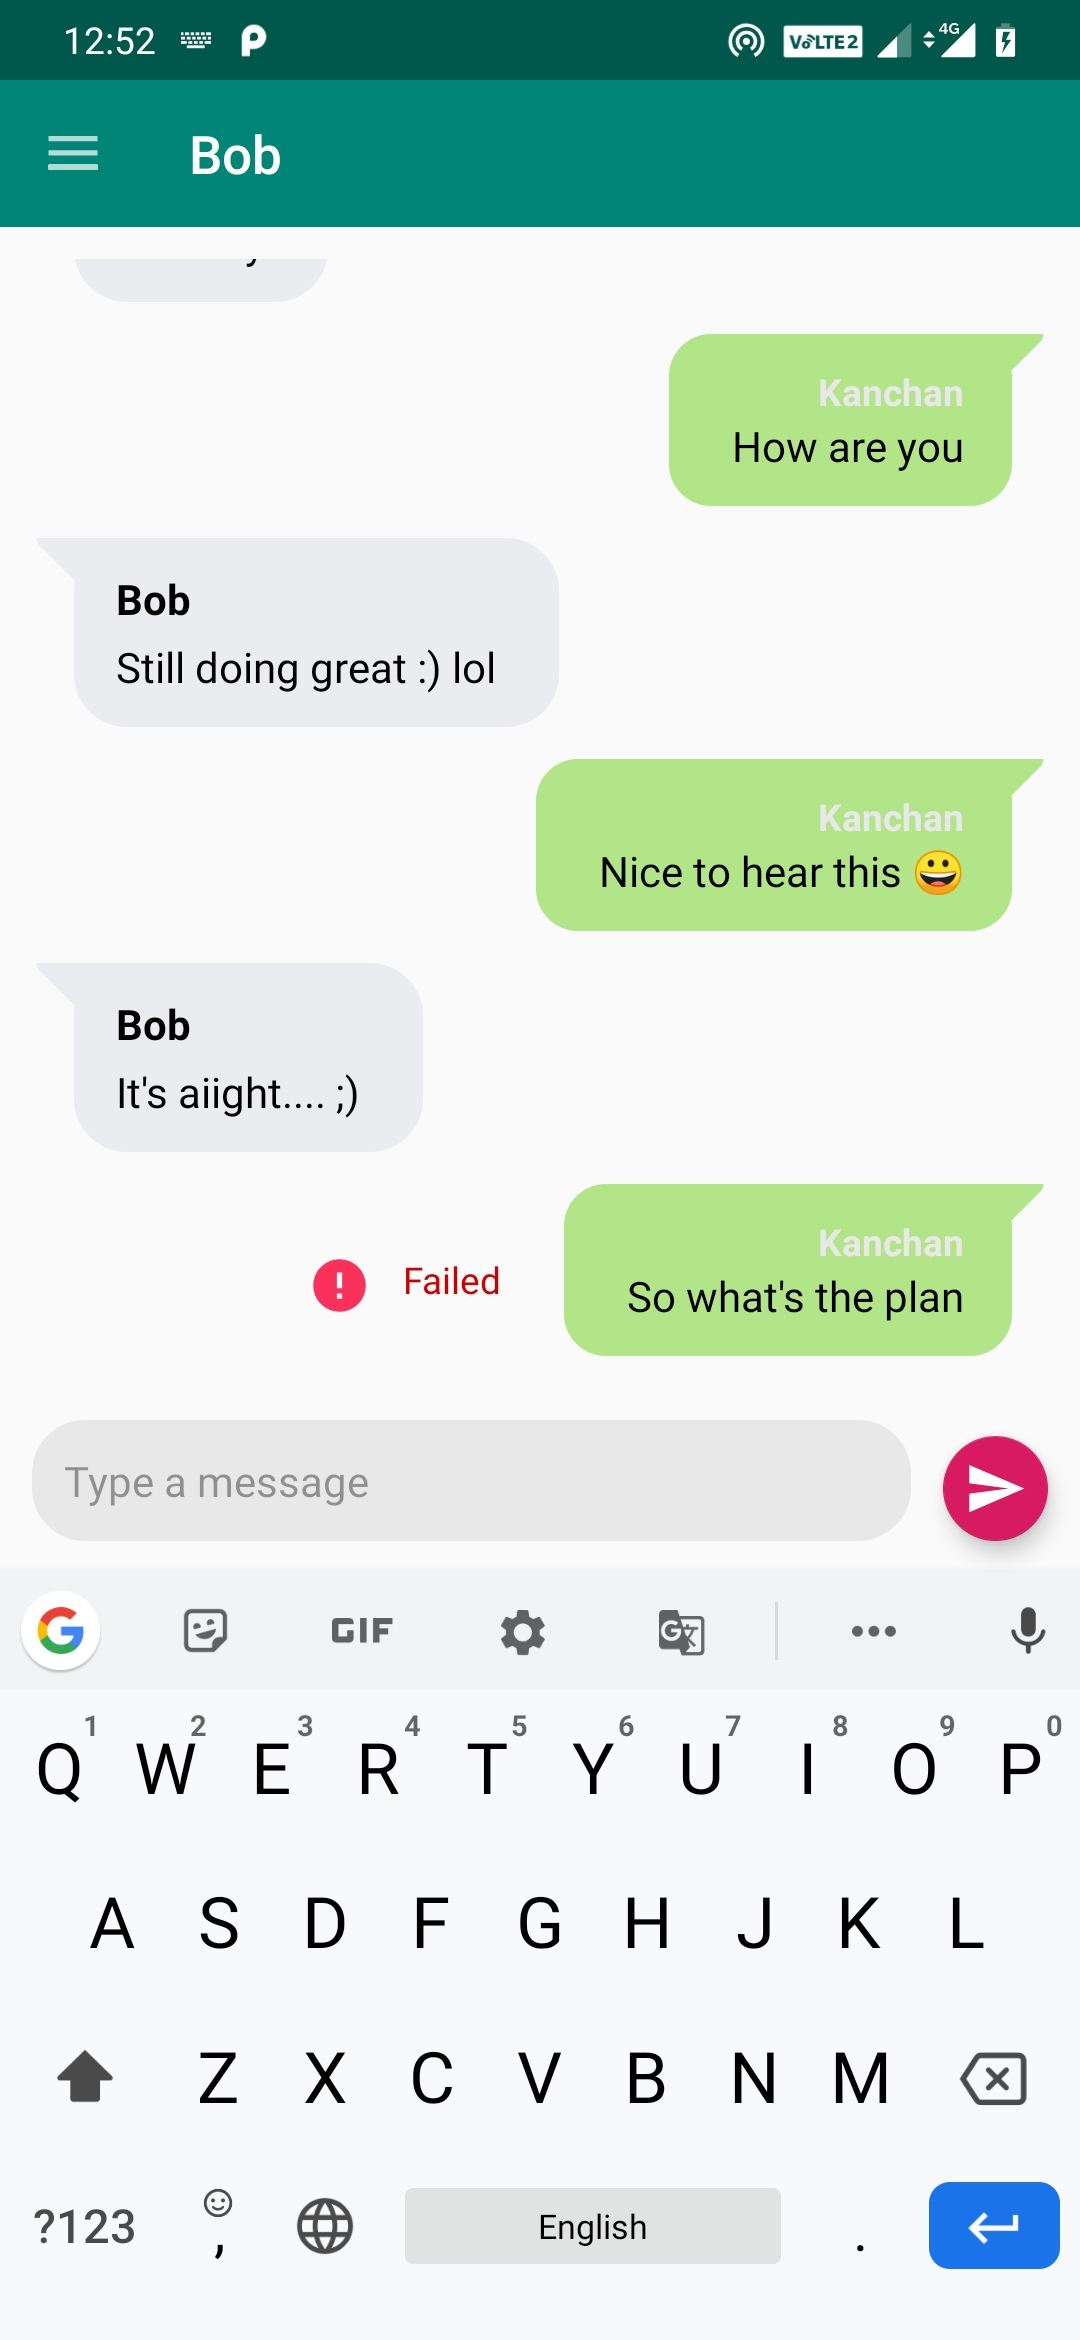 12:52
VoLTE2
4G
Bob
Kanchan
How are you
Bob
Still doing great :) lol
Kanchan
Nice to hear this 😀
Bob
It's aiight.... ;)
Kanchan
Failed
So what's the plan
Type a message
GIF
1 2 3 4 5 6 7 8 9 0
Q W E R T Y U I O P
A S D F G H J K L
Z X C V B N M
?123 , English .